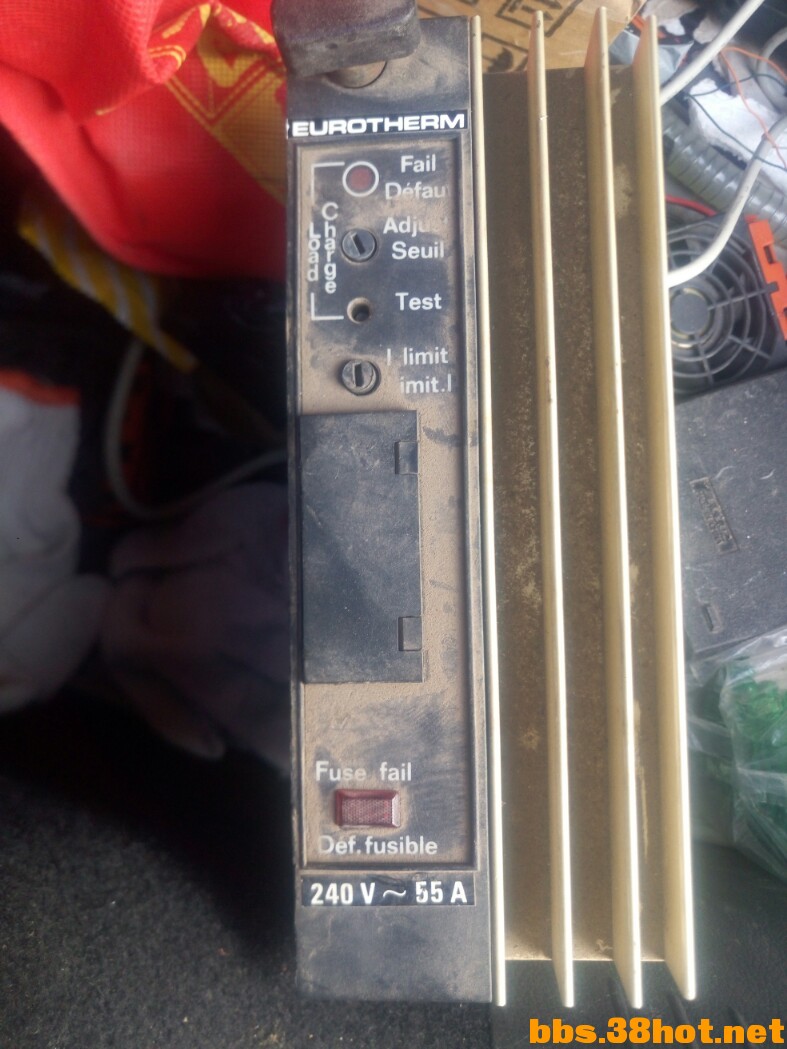 EUROTHERM
Fail
Défau
Charge
Load
Adju
Seuil
Test
I limit
imit.I
Fuse fail
Déf.fusible
240 V ~ 55 A
bbs.38hot.net